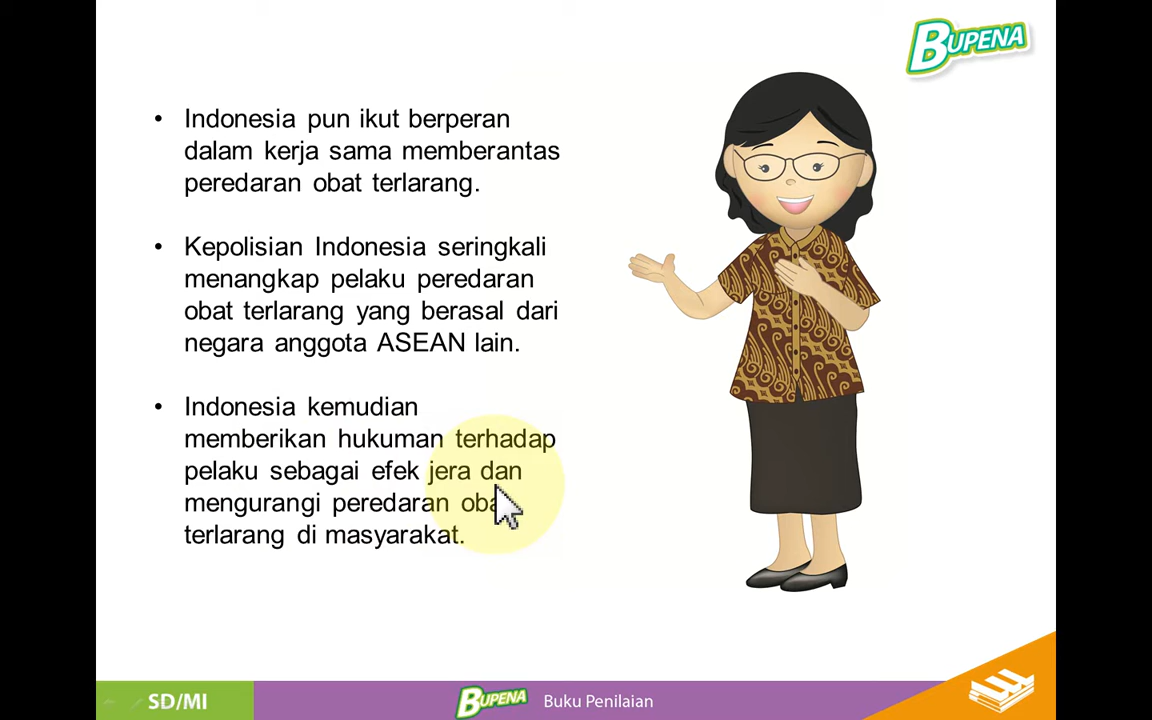 BUPENA
• Indonesia pun ikut berperan
dalam kerja sama memberantas
peredaran obat terlarang.
• Kepolisian Indonesia seringkali
menangkap pelaku peredaran
obat terlarang yang berasal dari
negara anggota ASEAN lain.
• Indonesia kemudian
memberikan hukuman terhadap
pelaku sebagai efek jera dan
mengurangi peredaran obat
terlarang di masyarakat.
SD/MI
BUPENA
Buku Penilaian